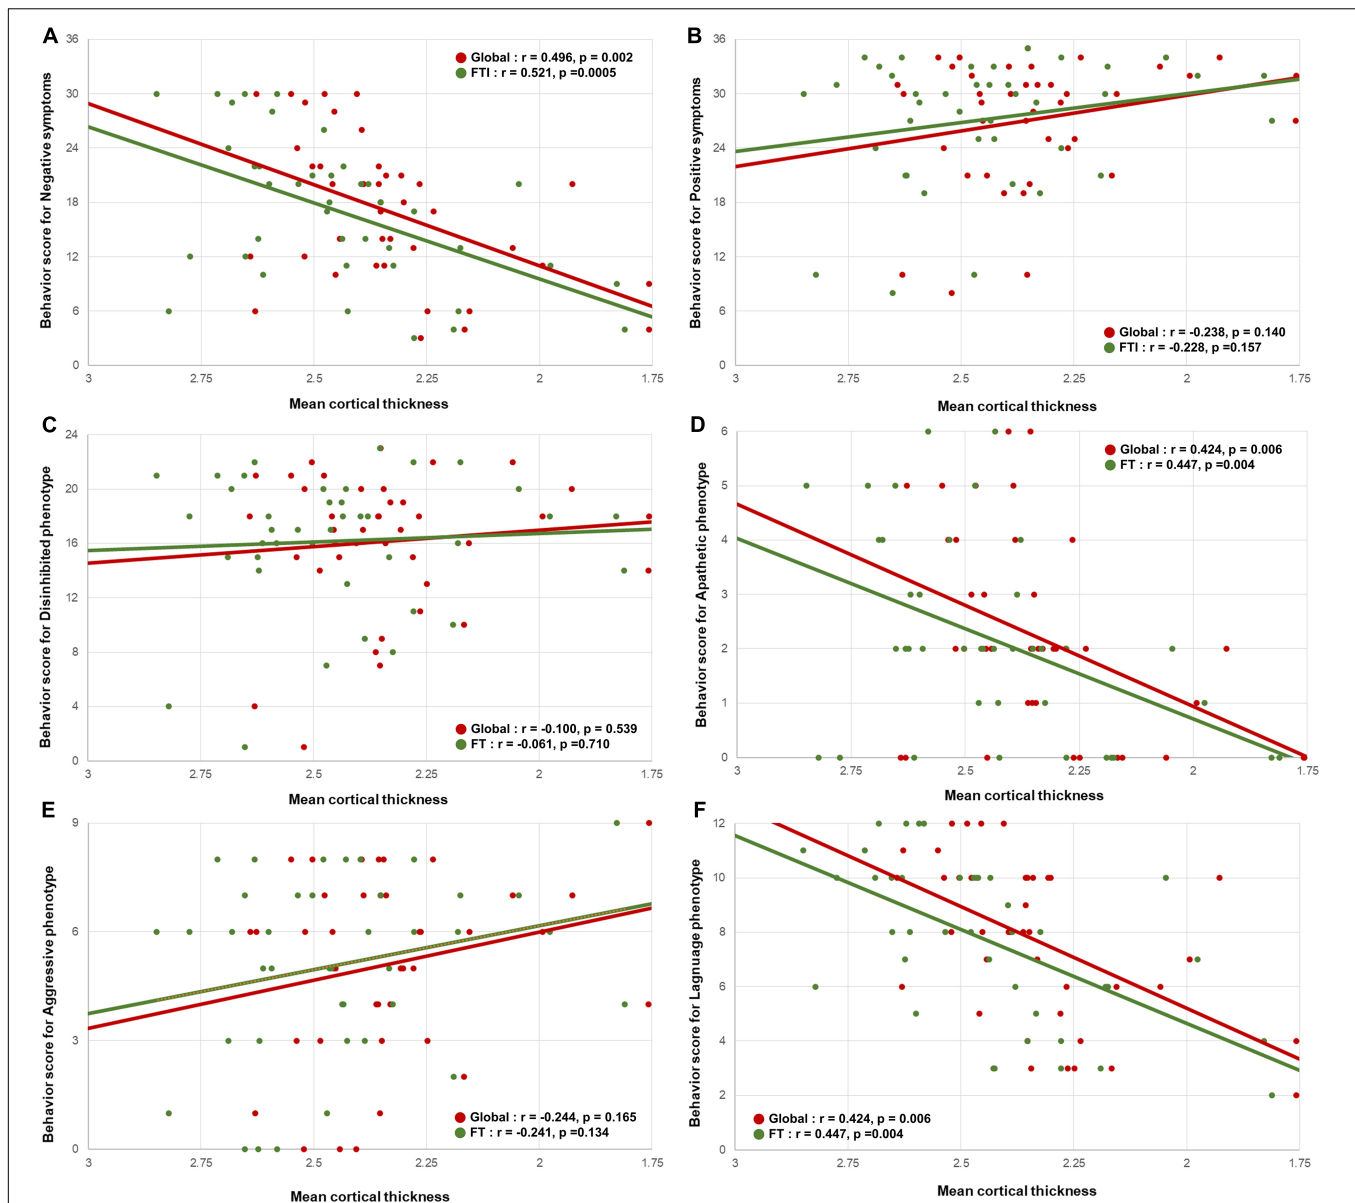 A
Global : r = 0.496, p = 0.002
FTI : r = 0.521, p =0.0005
Behavior score for Negative symptoms
36
30
24
18
12
6
0
3
2.75
2.5
2.25
2
1.75
Mean cortical thickness
B
Behavior score for Positive symptoms
36
30
24
18
12
6
0
Global : r = -0.238, p = 0.140
FTI : r = -0.228, p =0.157
3
2.75
2.5
2.25
2
1.75
Mean cortical thickness
C
Behavior score for Disinhibited phenotype
24
20
16
12
8
4
0
Global : r = -0.100, p = 0.539
FT : r = -0.061, p =0.710
3
2.75
2.5
2.25
2
1.75
Mean cortical thickness
D
Global : r = 0.424, p = 0.006
FT : r = 0.447, p =0.004
Behavior score for Apathetic phenotype
6
5
4
3
2
1
0
3
2.75
2.5
2.25
2
1.75
Mean cortical thickness
E
Behavior score for Aggressive phenotype
9
6
3
0
Global : r = -0.244, p = 0.165
FT : r = -0.241, p =0.134
3
2.75
2.5
2.25
2
1.75
Mean cortical thickness
F
Behavior score for Lagnuage phenotype
12
10
8
6
4
2
0
Global : r = 0.424, p = 0.006
FT : r = 0.447, p =0.004
3
2.75
2.5
2.25
2
1.75
Mean cortical thickness